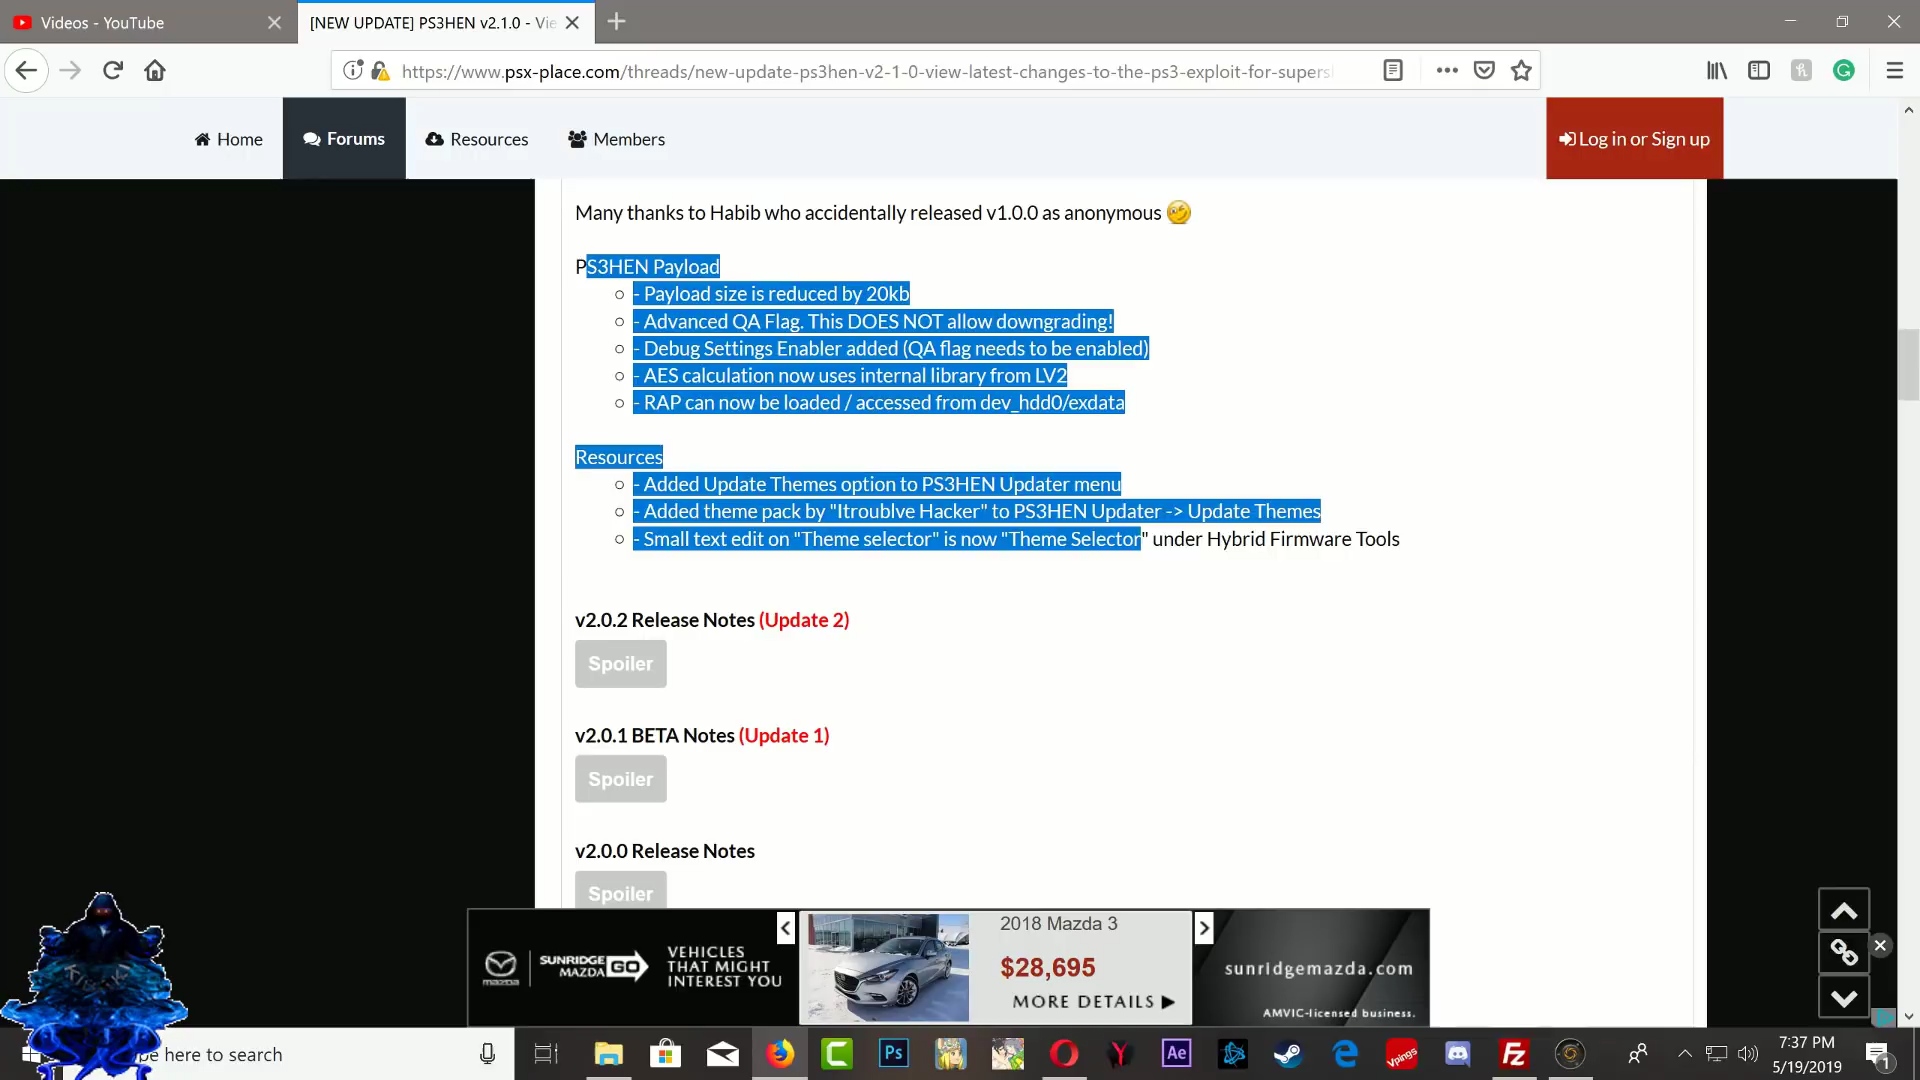 Videos - YouTube
[NEW UPDATE] PS3HEN v2.1.0 - Vie
https://www.psx-place.com/threads/new-update-ps3hen-v2-1-0-view-latest-changes-to-the-ps3-exploit-for-supersl
Home
Forums
Resources
Members
Log in or Sign up
Many thanks to Habib who accidentally released v1.0.0 as anonymous
PS3HEN Payload
- Payload size is reduced by 20kb
- Advanced QA Flag. This DOES NOT allow downgrading!
- Debug Settings Enabler added (QA flag needs to be enabled)
- AES calculation now uses internal library from LV2
- RAP can now be loaded / accessed from dev_hdd0/exdata
Resources
- Added Update Themes option to PS3HEN Updater menu
- Added theme pack by "Itroublve Hacker" to PS3HEN Updater -> Update Themes
- Small text edit on "Theme selector" is now "Theme Selector" under Hybrid Firmware Tools
v2.0.2 Release Notes (Update 2)
Spoiler
v2.0.1 BETA Notes (Update 1)
Spoiler
v2.0.0 Release Notes
Spoiler
mazda
SUNRIDGE
MAZDA GO
VEHICLES
THAT MIGHT
INTEREST YOU
2018 Mazda 3
$28,695
MORE DETAILS
sunridgemazda.com
AMVIC-licensed business.
pe here to search
Ps
Ae
Vpings
Fz
7:37 PM
5/19/2019
1